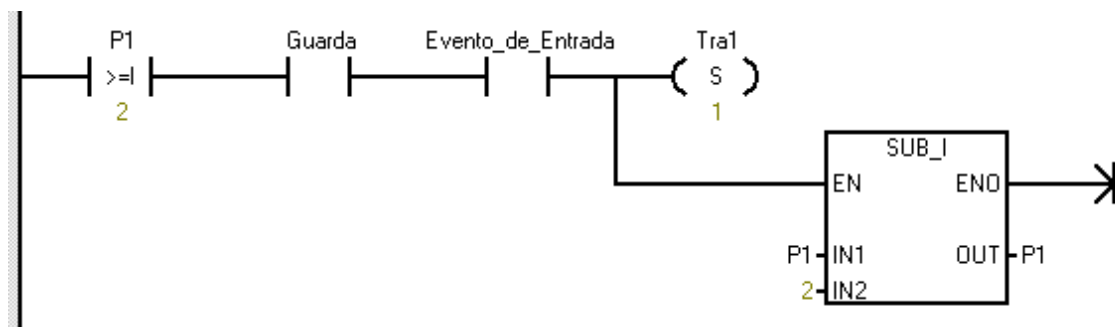 P1 Guarda Evento_de_Entrada Tra1
>=I S
2 1
SUB_I
EN ENO
P1 IN1 OUT P1
2 IN2